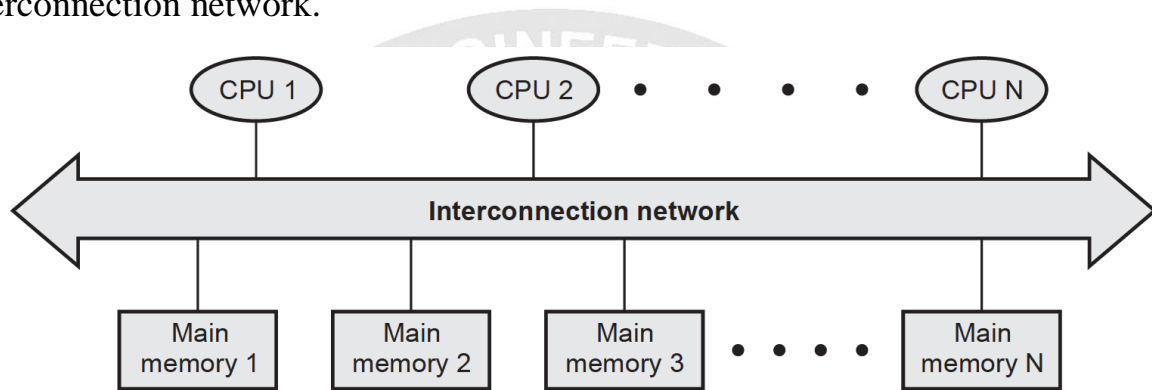 erconnection network.
CPU 1
CPU 2
CPU N
Interconnection network
Main
memory 1
Main
memory 2
Main
memory 3
Main
memory N